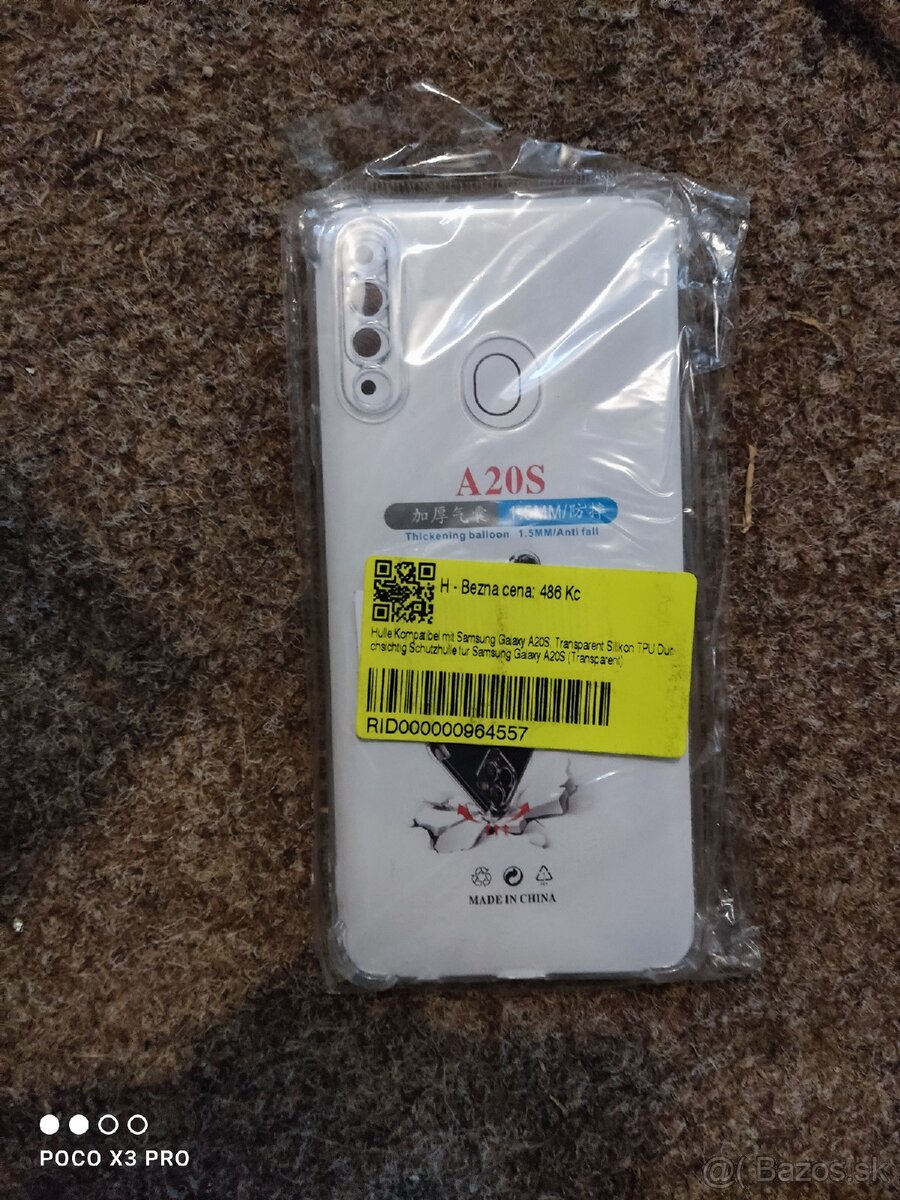 A20S
加厚气囊 1.5MM/防摔
Thickening balloon 1.5MM/Anti fall
H - Bezna cena: 486 Kc
Hulle Kompatibel mit Samsung Galaxy A20S, Transparent Silikon TPU Dur
chsichtig Schutzhulle fur Samsung Galaxy A20S (Transparent)
RID000000964557
MADE IN CHINA
POCO X3 PRO
@( Bazos.sk